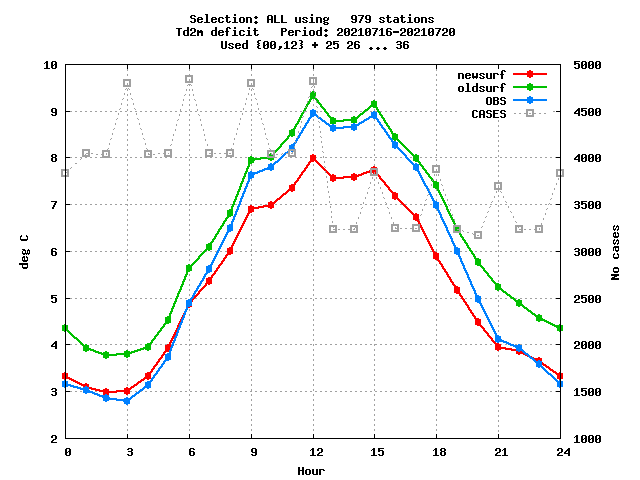 Selection: ALL using   979 stations
Td2m deficit   Period: 20210716-20210720
Used {00,12} + 25 26 ... 36
10 5000
newsurf
oldsurf
OBS
CASES
9 4500
8 4000
7 3500
6 3000
5 2500
4 2000
3 1500
2 1000
deg C
No cases
0 3 6 9 12 15 18 21 24
Hour